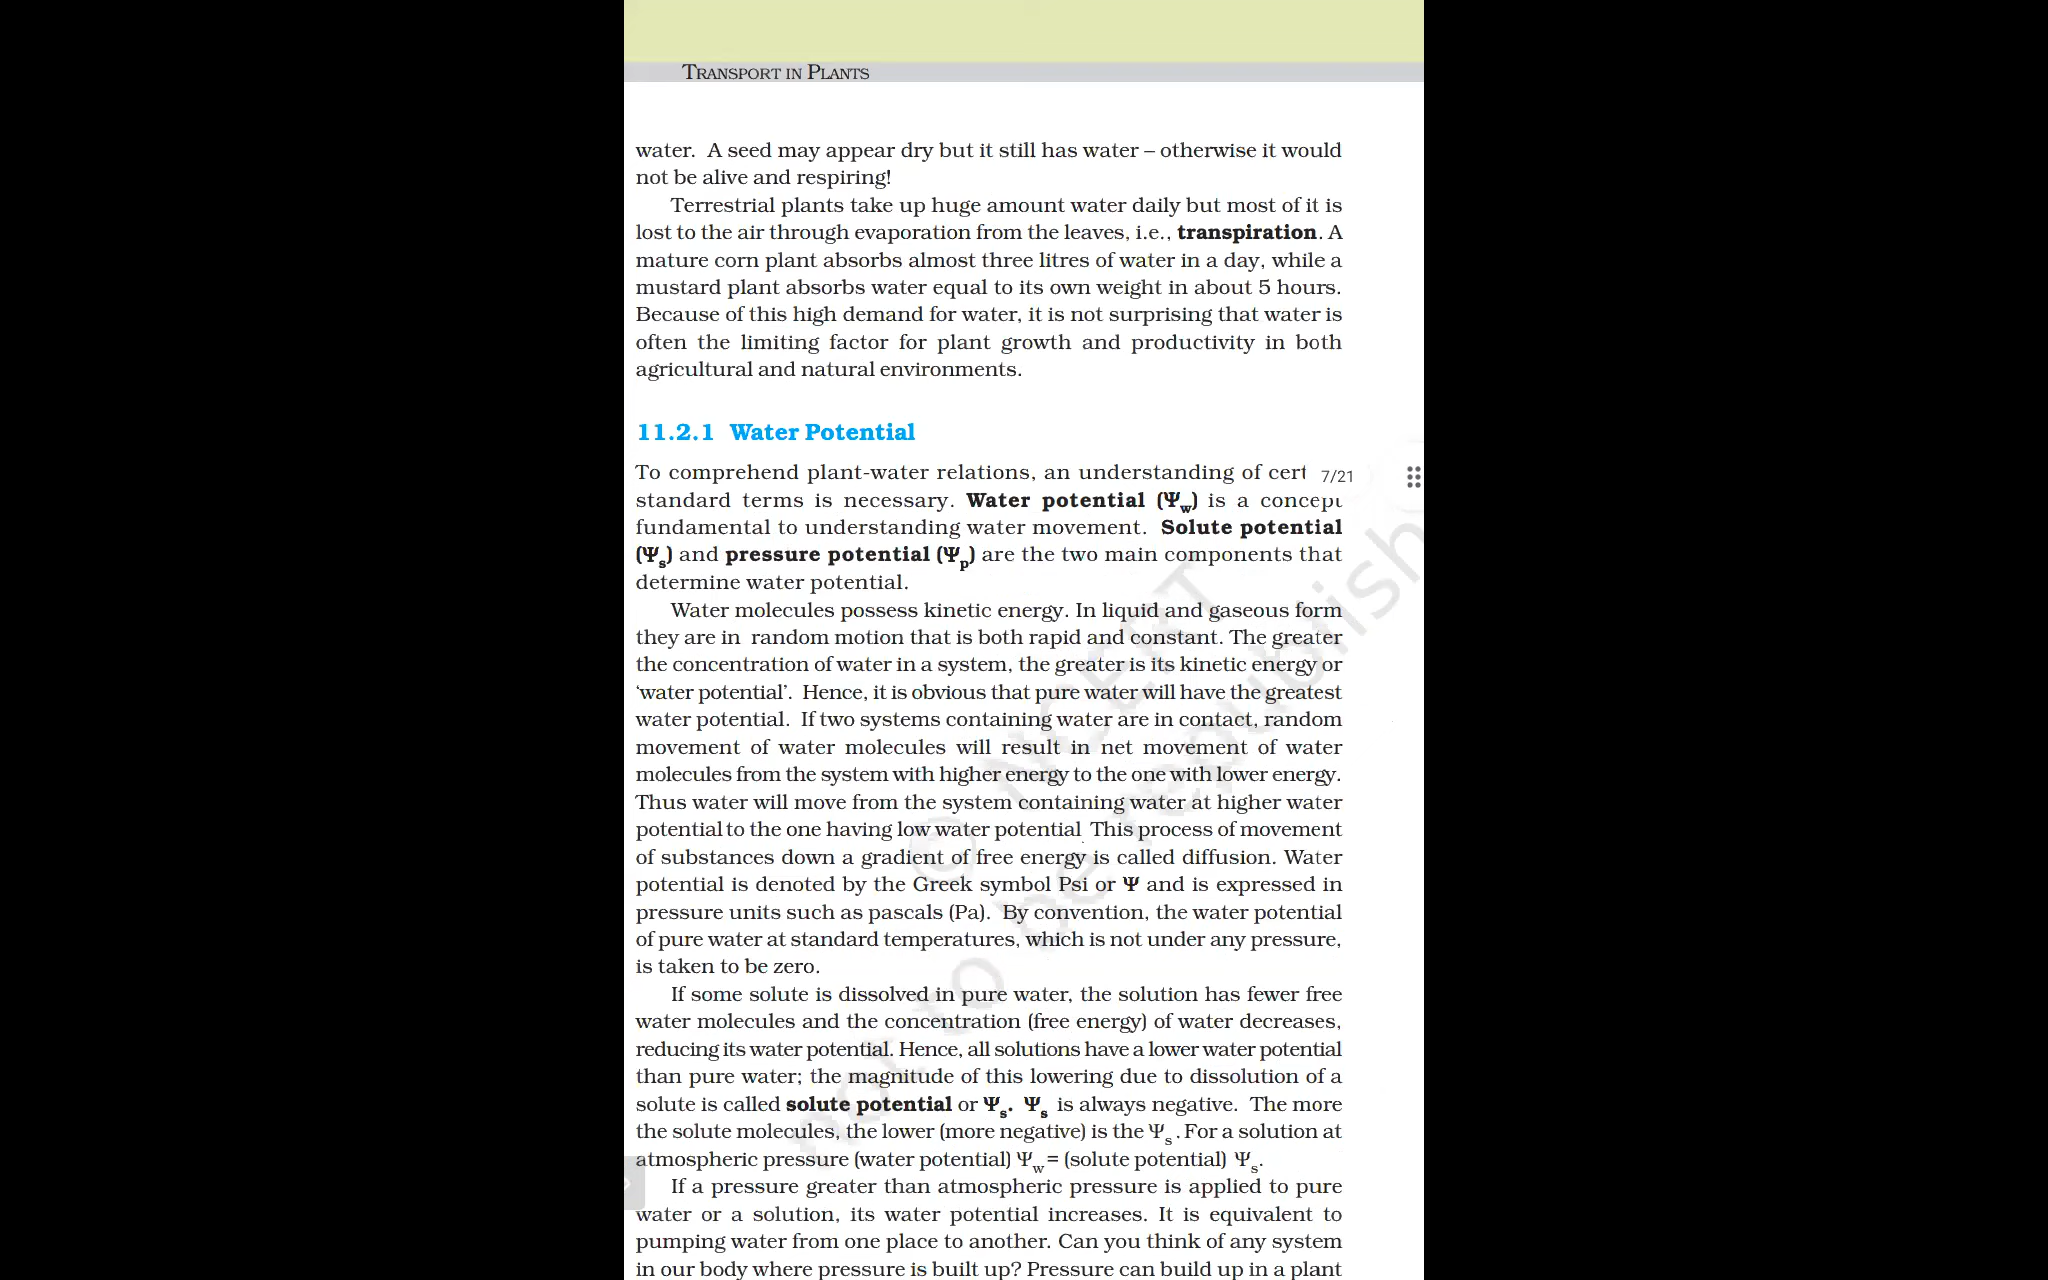 TRANSPORT IN PLANTS
water. A seed may appear dry but it still has water – otherwise it would
not be alive and respiring!
Terrestrial plants take up huge amount water daily but most of it is
lost to the air through evaporation from the leaves, i.e., transpiration. A
mature corn plant absorbs almost three litres of water in a day, while a
mustard plant absorbs water equal to its own weight in about 5 hours.
Because of this high demand for water, it is not surprising that water is
often the limiting factor for plant growth and productivity in both
agricultural and natural environments.
11.2.1 Water Potential
To comprehend plant-water relations, an understanding of cert
7/21
standard terms is necessary. Water potential (Ψw) is a concept
fundamental to understanding water movement. Solute potential
(Ψs) and pressure potential (Ψp) are the two main components that
determine water potential.
Water molecules possess kinetic energy. In liquid and gaseous form
they are in random motion that is both rapid and constant. The greater
the concentration of water in a system, the greater is its kinetic energy or
‘water potential’. Hence, it is obvious that pure water will have the greatest
water potential. If two systems containing water are in contact, random
movement of water molecules will result in net movement of water
molecules from the system with higher energy to the one with lower energy.
Thus water will move from the system containing water at higher water
potential to the one having low water potential This process of movement
of substances down a gradient of free energy is called diffusion. Water
potential is denoted by the Greek symbol Psi or Ψ and is expressed in
pressure units such as pascals (Pa). By convention, the water potential
of pure water at standard temperatures, which is not under any pressure,
is taken to be zero.
If some solute is dissolved in pure water, the solution has fewer free
water molecules and the concentration (free energy) of water decreases,
reducing its water potential. Hence, all solutions have a lower water potential
than pure water; the magnitude of this lowering due to dissolution of a
solute is called solute potential or Ψs. Ψs is always negative. The more
the solute molecules, the lower (more negative) is the Ψs. For a solution at
atmospheric pressure (water potential) Ψw = (solute potential) Ψs.
If a pressure greater than atmospheric pressure is applied to pure
water or a solution, its water potential increases. It is equivalent to
pumping water from one place to another. Can you think of any system
in our body where pressure is built up? Pressure can build up in a plant
© NCERT
not to be republish